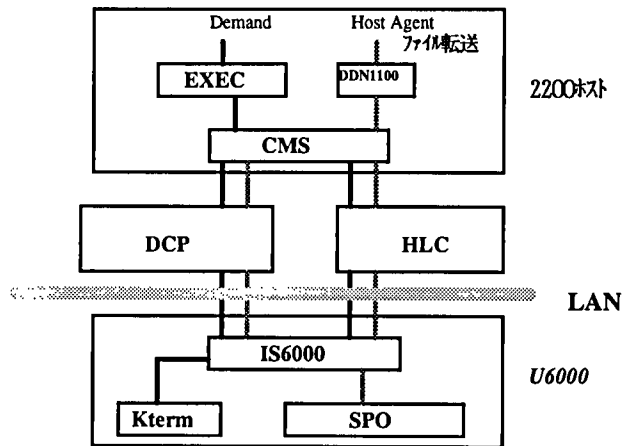 Demand
Host Agent
ファイル転送
EXEC
DDN1100
2200ホスト
CMS
DCP
HLC
LAN
IS6000
U6000
Kterm
SPO